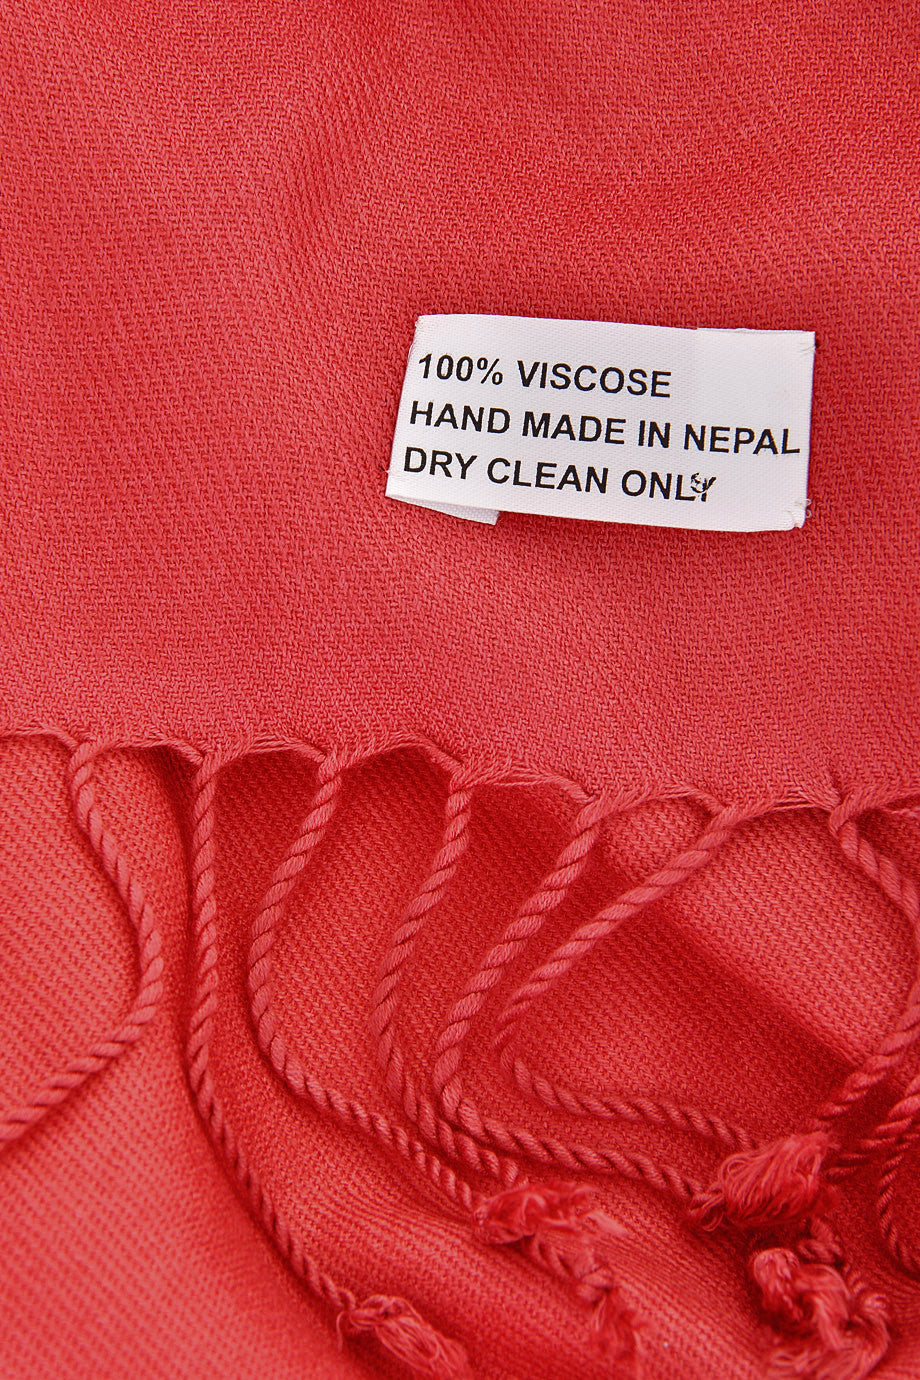 100% VISCOSE
HAND MADE IN NEPAL
DRY CLEAN ONLY